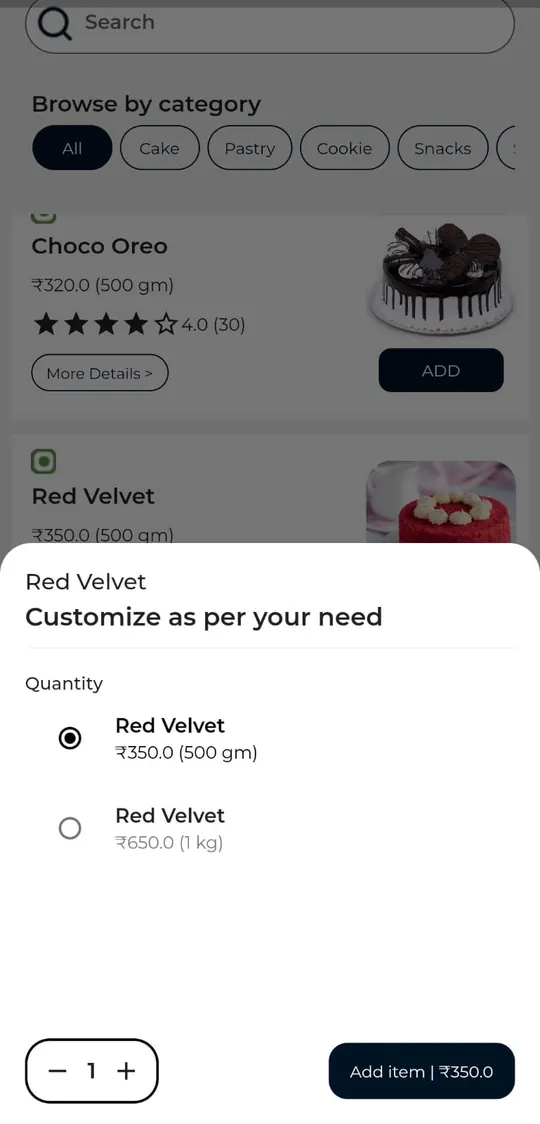 Search
Browse by category
All Cake Pastry Cookie Snacks
Choco Oreo
₹320.0 (500 gm)
4.0 (30)
More Details >
ADD
Red Velvet
₹350.0 (500 gm)
Red Velvet
Customize as per your need
Quantity
Red Velvet
₹350.0 (500 gm)
Red Velvet
₹650.0 (1 kg)
1
Add item | ₹350.0